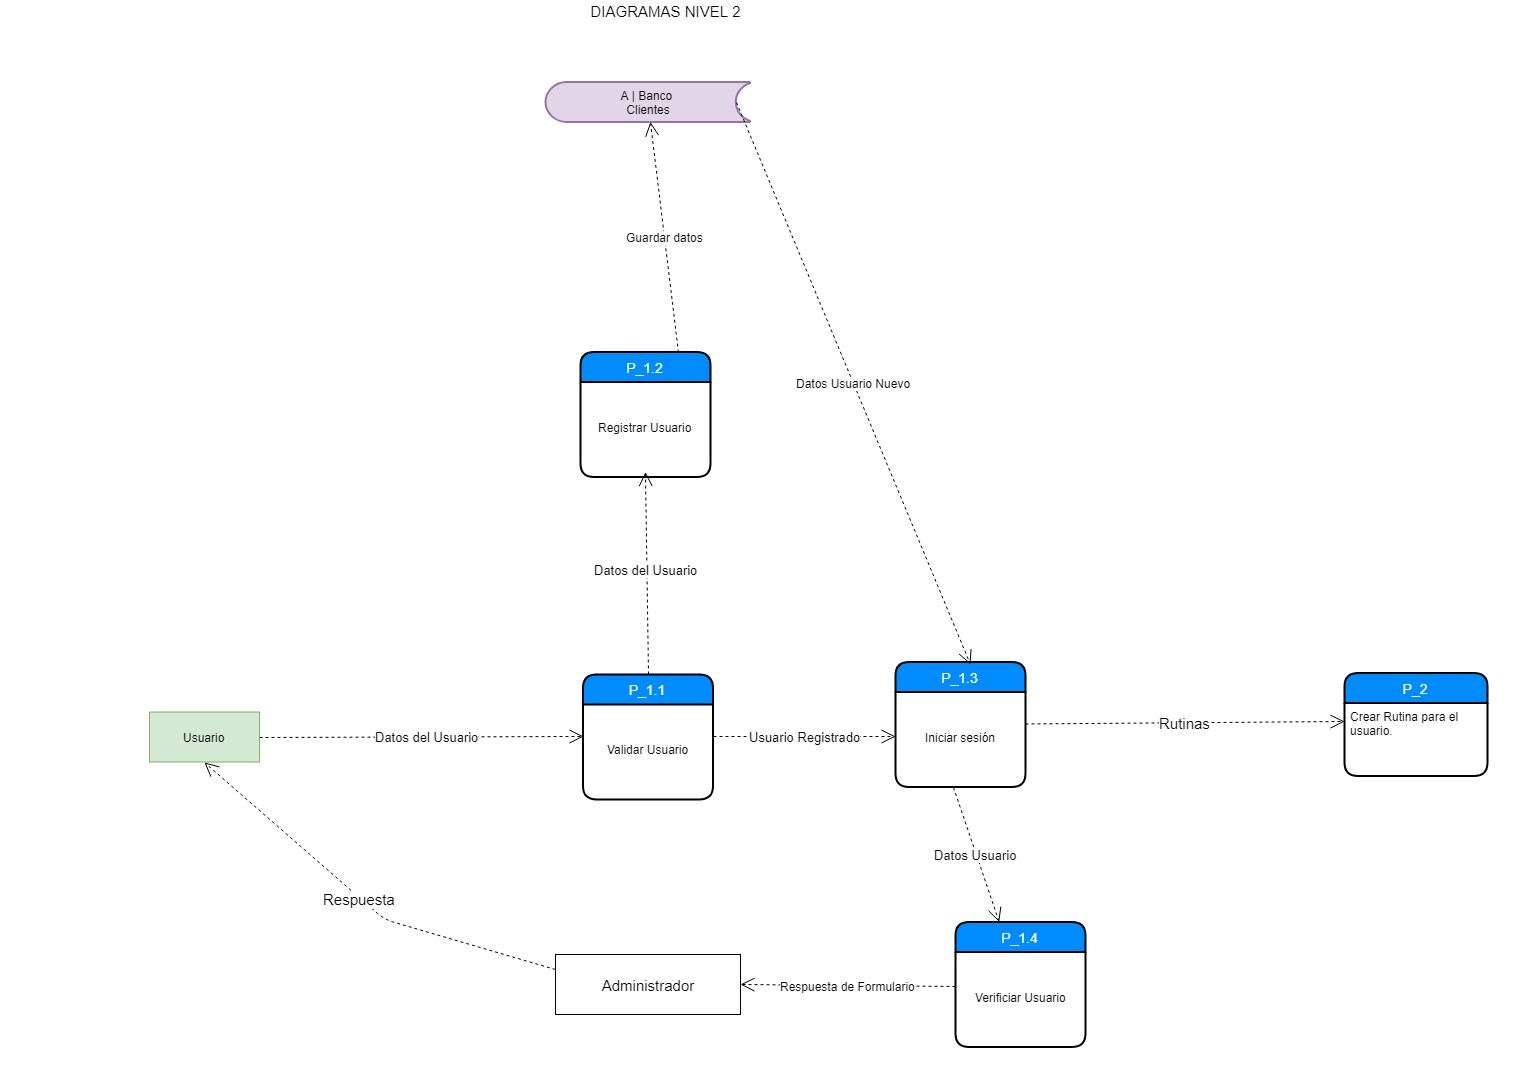 DIAGRAMAS NIVEL 2
A | Banco
Clientes
Guardar datos
P_1.2
Registrar Usuario
Datos Usuario Nuevo
Datos del Usuario
P_1.3
P_1.1
P_2
Usuario
Datos del Usuario
Validar Usuario
Usuario Registrado
Iniciar sesión
Rutinas
Crear Rutina para el
usuario.
Datos Usuario
Respuesta
P_1.4
Administrador
Respuesta de Formulario
Verificiar Usuario